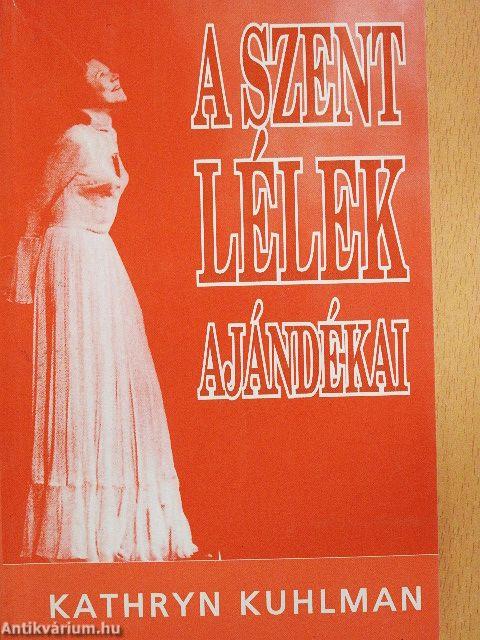 A SZENT
LÉLEK
AJÁNDÉKAI
KATHRYN KUHLMAN
Antikvárium.hu